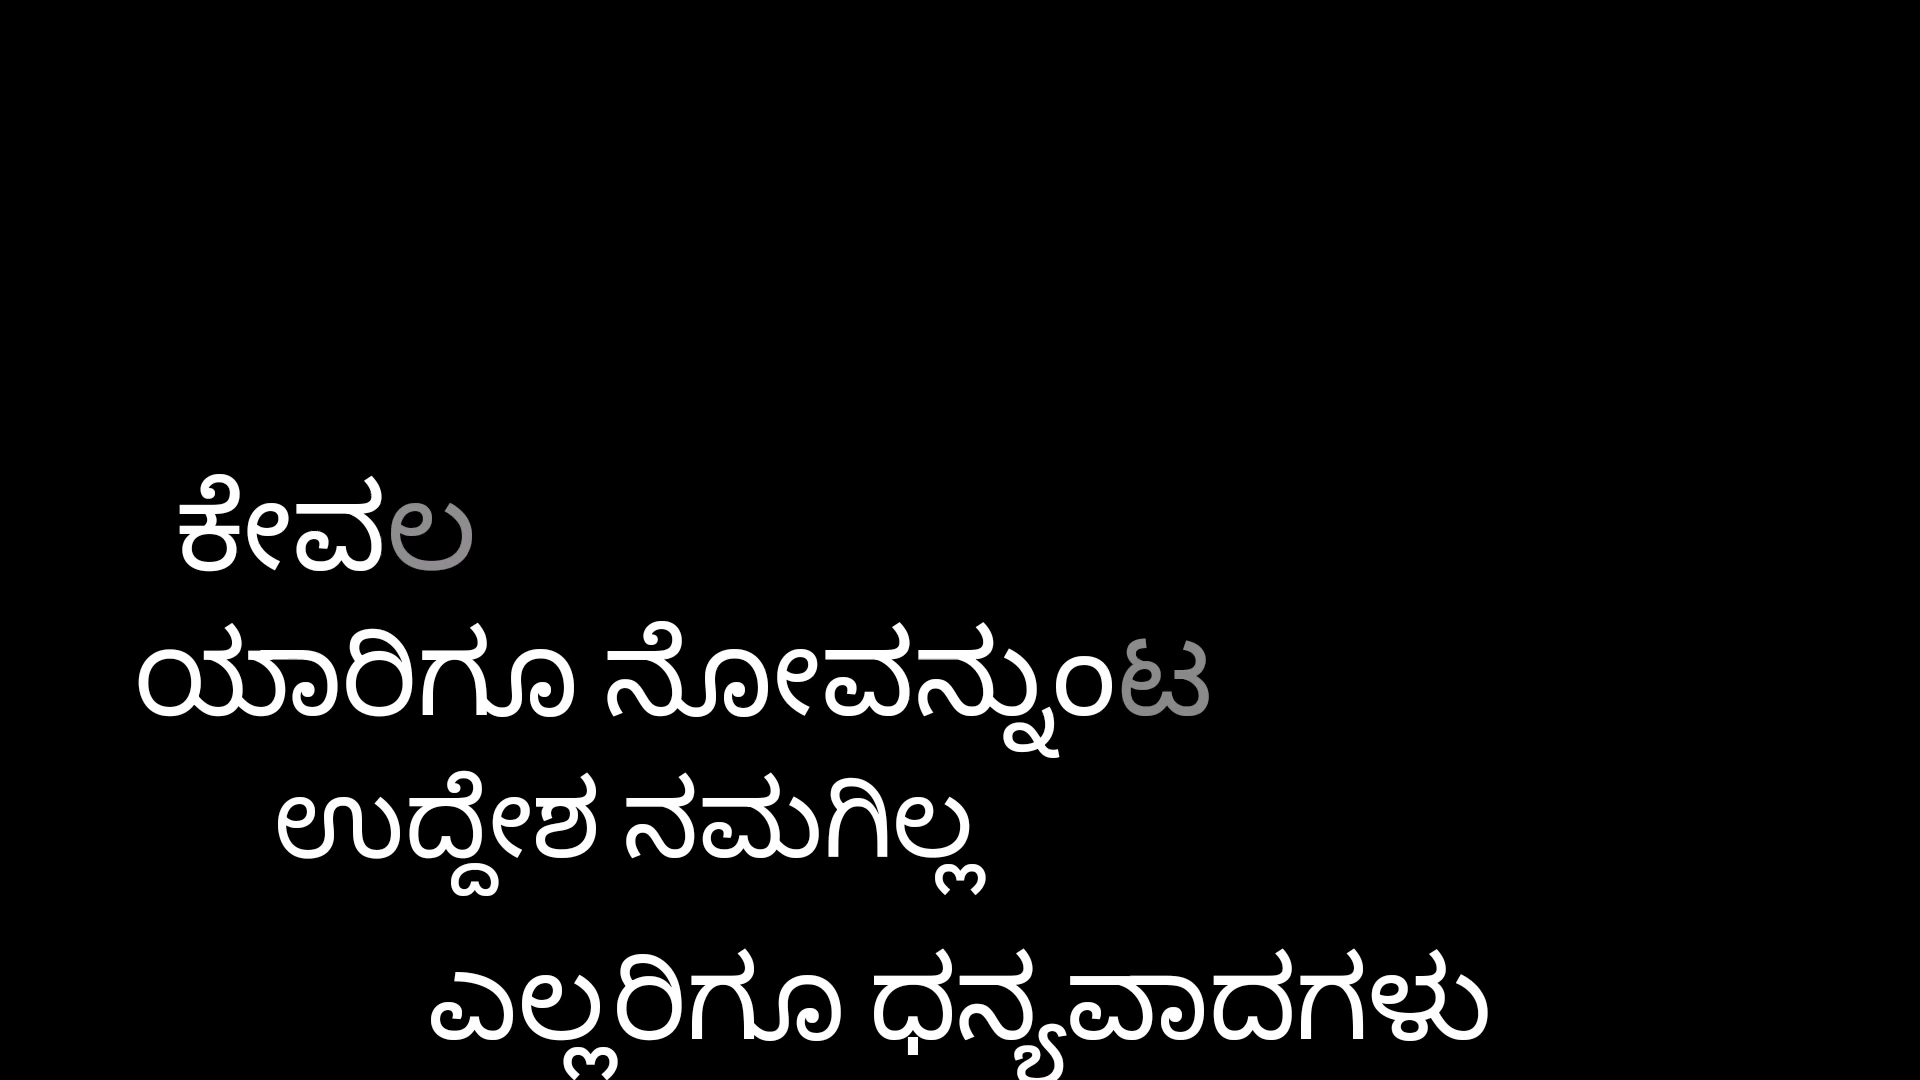 ಕೇವಲ
ಯಾರಿಗೂ ನೋವನ್ನುಂಟ
ಉದ್ದೇಶ ನಮಗಿಲ್ಲ
ಎಲ್ಲರಿಗೂ ಧನ್ಯವಾದಗಳು